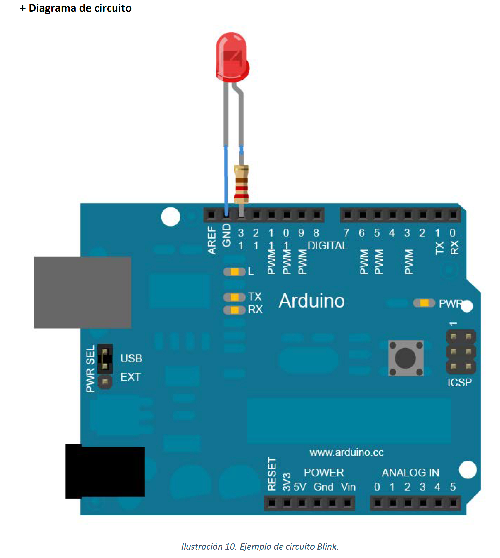 + Diagrama de circuito
AREF
GND
13
12
PWM 11
PWM 10
PWM 9
8
DIGITAL
7
PWM 6
PWM 5
4
PWM 3
2
TX 1
RX 0
L
TX
RX
Arduino
PWR
1
ICSP
PWR SEL
USB
EXT
www.arduino.cc
POWER
ANALOG IN
RESET
3V3
5V
Gnd
Vin
0 1 2 3 4 5
Ilustración 10. Ejemplo de circuito Blink.